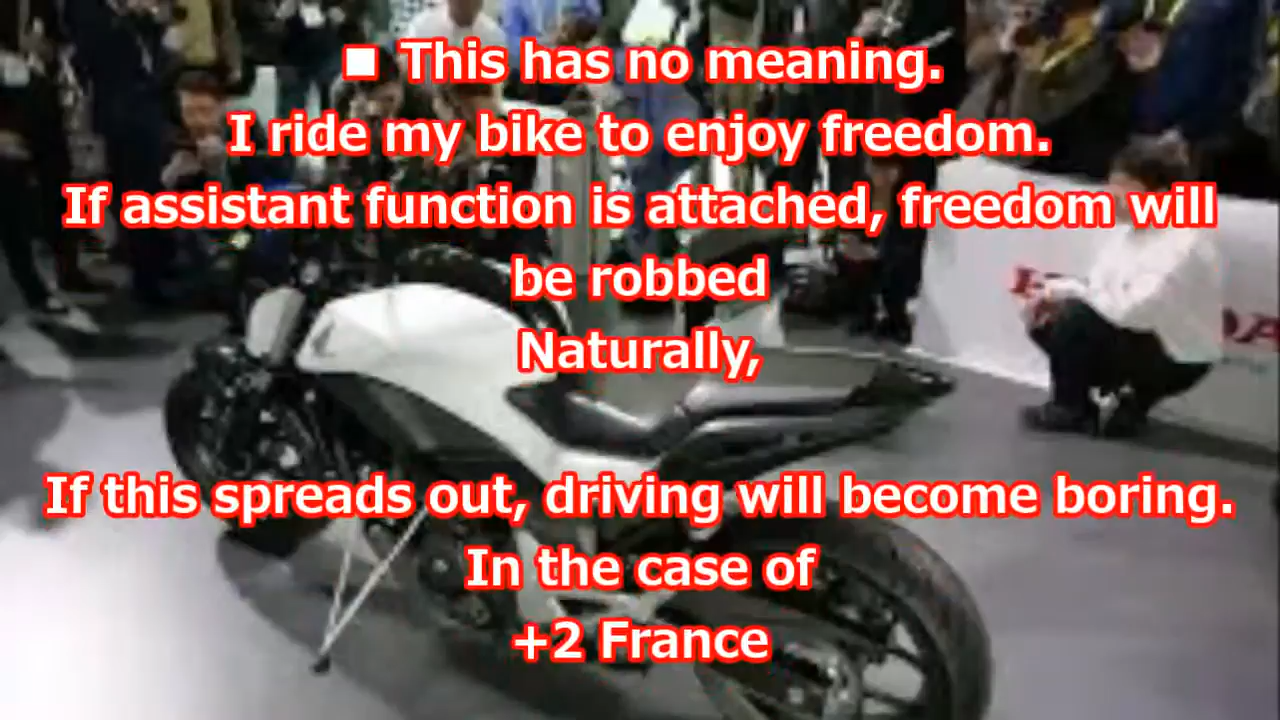 ■ This has no meaning.
I ride my bike to enjoy freedom.
If assistant function is attached, freedom will
be robbed
Naturally,
If this spreads out, driving will become boring.
In the case of
+2 France